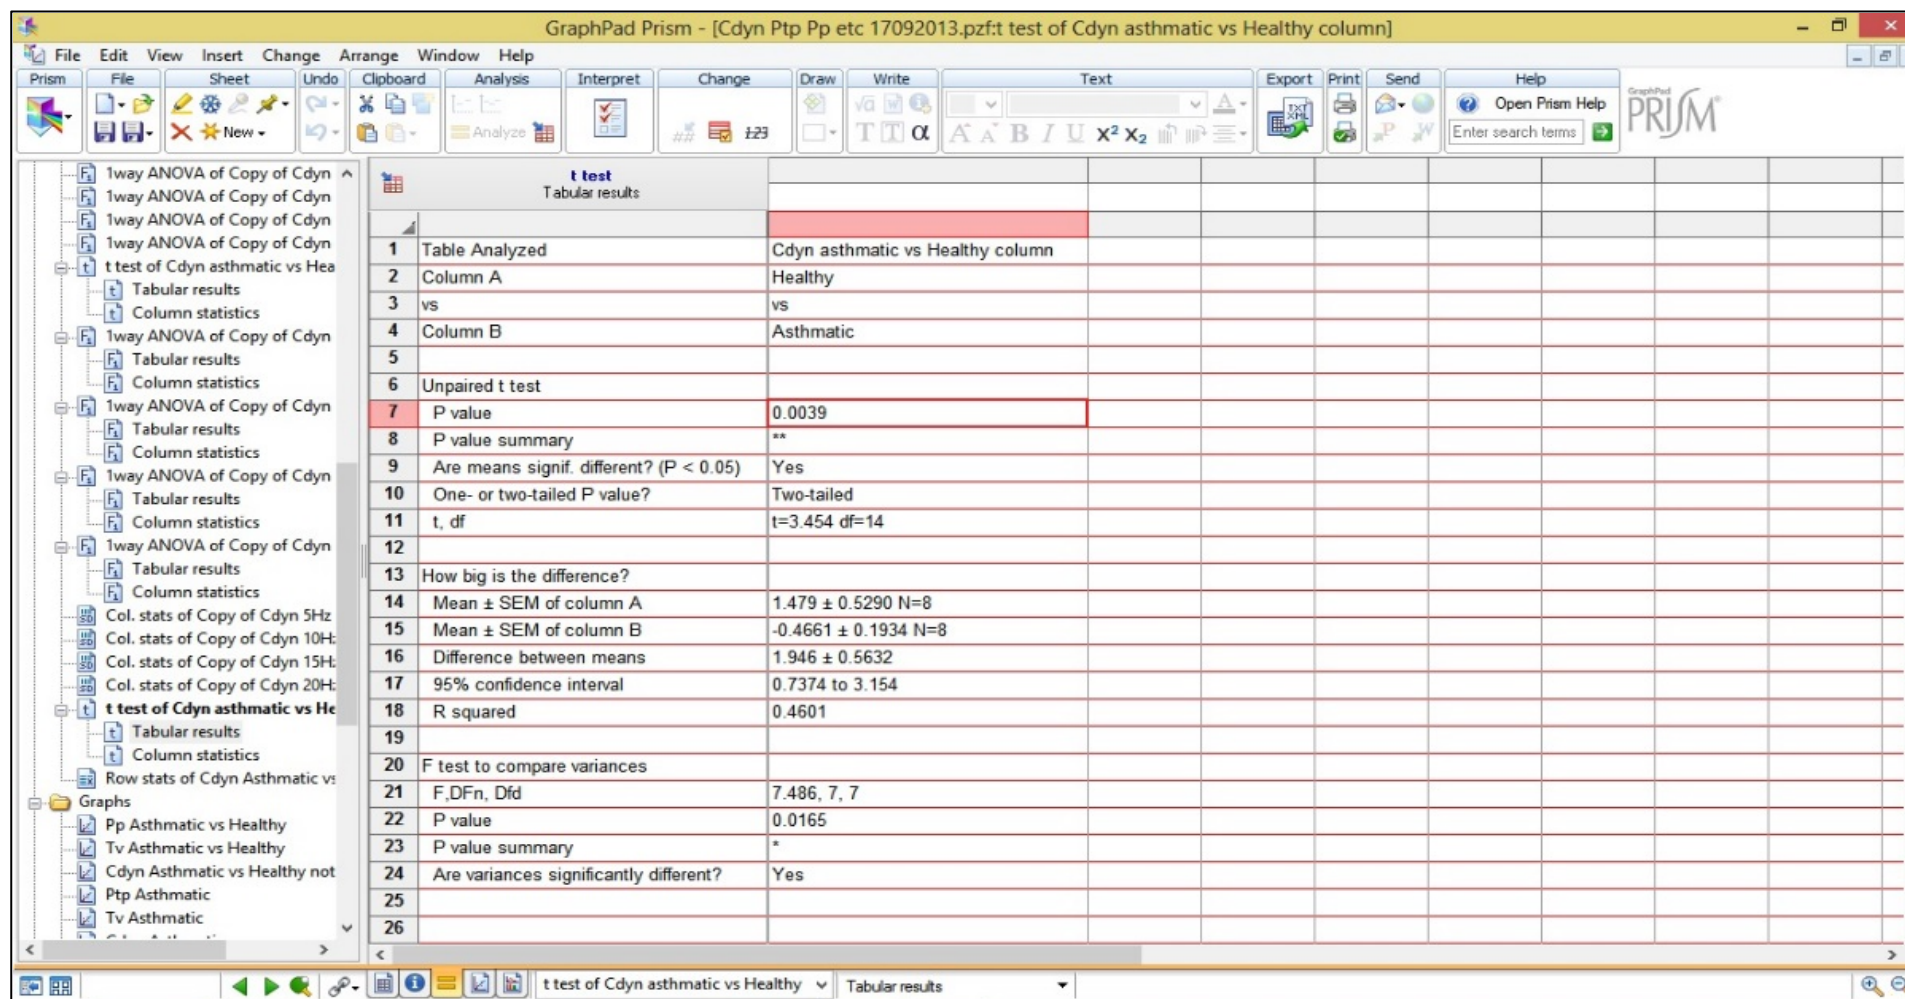 GraphPad Prism - [Cdyn Ptp Pp etc 17092013.pzf:t test of Cdyn asthmatic vs Healthy column]
File Edit View Insert Change Arrange Window Help
Prism File Sheet Undo Clipboard Analysis Interpret Change Draw Write Text Export Print Send Help
New
Analyze
Open Prism Help
Enter search terms
GraphPad
PRISM
1way ANOVA of Copy of Cdyn
1way ANOVA of Copy of Cdyn
1way ANOVA of Copy of Cdyn
1way ANOVA of Copy of Cdyn
t test of Cdyn asthmatic vs Hea
Tabular results
Column statistics
1way ANOVA of Copy of Cdyn
Tabular results
Column statistics
1way ANOVA of Copy of Cdyn
Tabular results
Column statistics
1way ANOVA of Copy of Cdyn
Tabular results
Column statistics
1way ANOVA of Copy of Cdyn
Tabular results
Column statistics
Col. stats of Copy of Cdyn 5Hz
Col. stats of Copy of Cdyn 10Hz
Col. stats of Copy of Cdyn 15Hz
Col. stats of Copy of Cdyn 20Hz
t test of Cdyn asthmatic vs He
Tabular results
Column statistics
Row stats of Cdyn Asthmatic vs
Graphs
Pp Asthmatic vs Healthy
Tv Asthmatic vs Healthy
Cdyn Asthmatic vs Healthy not
Ptp Asthmatic
Tv Asthmatic
t test
Tabular results
1 Table Analyzed Cdyn asthmatic vs Healthy column
2 Column A Healthy
3 vs vs
4 Column B Asthmatic
5
6 Unpaired t test
7 P value 0.0039
8 P value summary **
9 Are means signif. different? (P < 0.05) Yes
10 One- or two-tailed P value? Two-tailed
11 t, df t=3.454 df=14
12
13 How big is the difference?
14 Mean ± SEM of column A 1.479 ± 0.5290 N=8
15 Mean ± SEM of column B -0.4661 ± 0.1934 N=8
16 Difference between means 1.946 ± 0.5632
17 95% confidence interval 0.7374 to 3.154
18 R squared 0.4601
19
20 F test to compare variances
21 F,DFn, Dfd 7.486, 7, 7
22 P value 0.0165
23 P value summary *
24 Are variances significantly different? Yes
25
26
t test of Cdyn asthmatic vs Healthy Tabular results